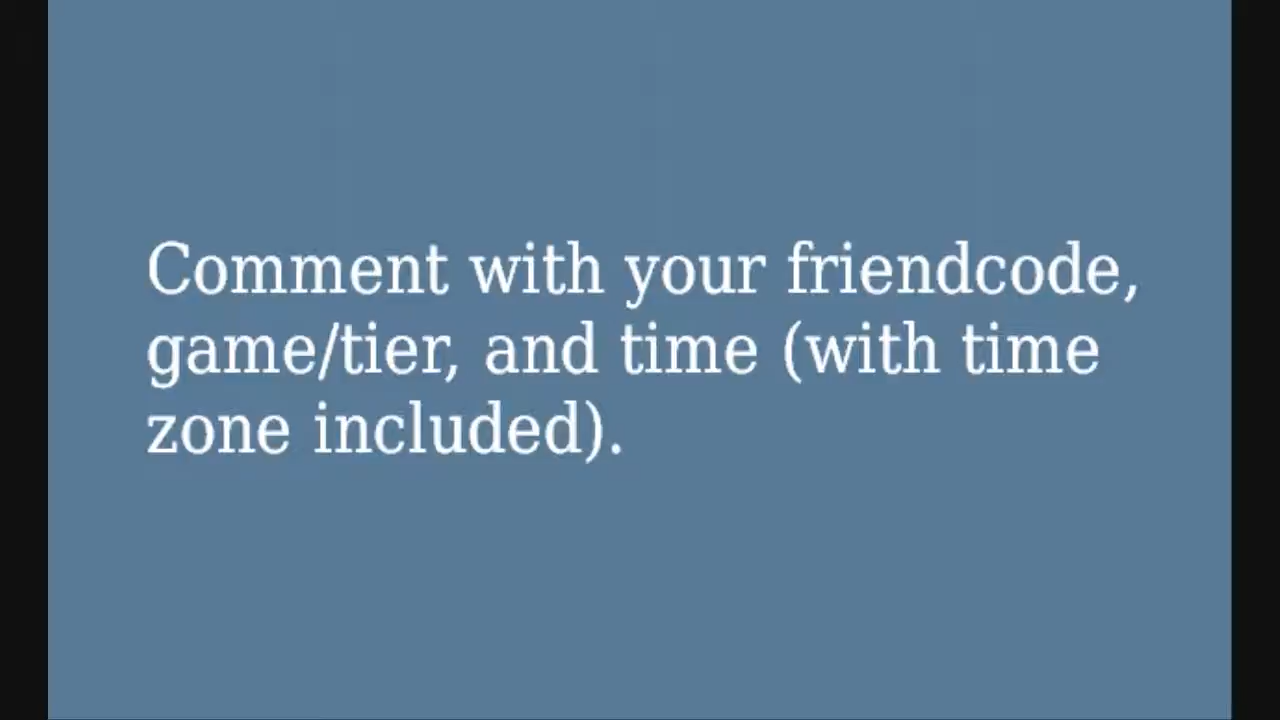 Comment with your friendcode,
game/tier, and time (with time
zone included).